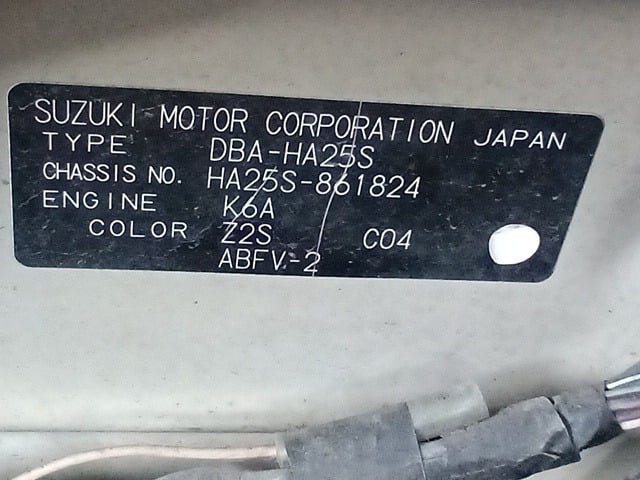 SUZUKI MOTOR CORPORATION JAPAN
TYPE DBA-HA25S
CHASSIS NO. HA25S-861824
ENGINE K6A
COLOR Z2S C04
ABFV-2